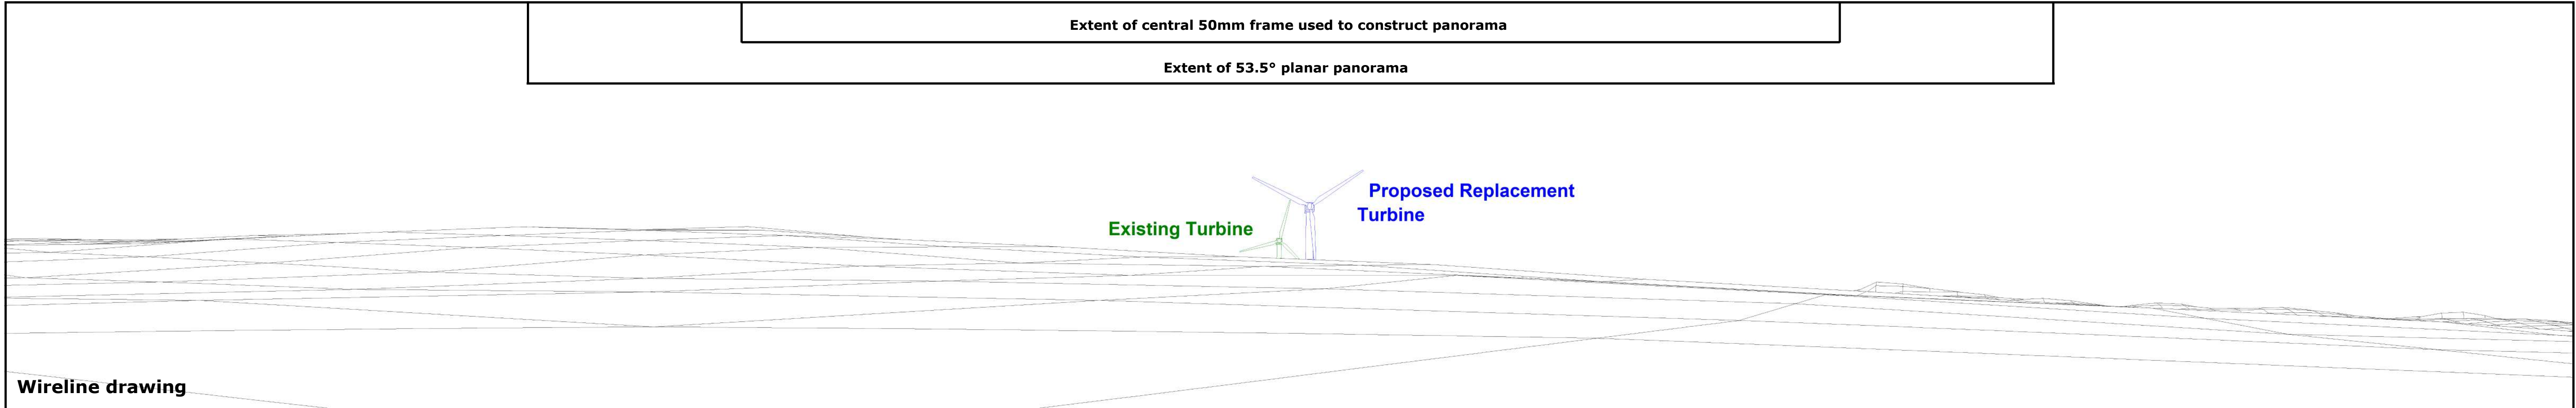 Extent of central 50mm frame used to construct panorama
Extent of 53.5° planar panorama
Proposed Replacement
Turbine
Existing Turbine
Wireline drawing